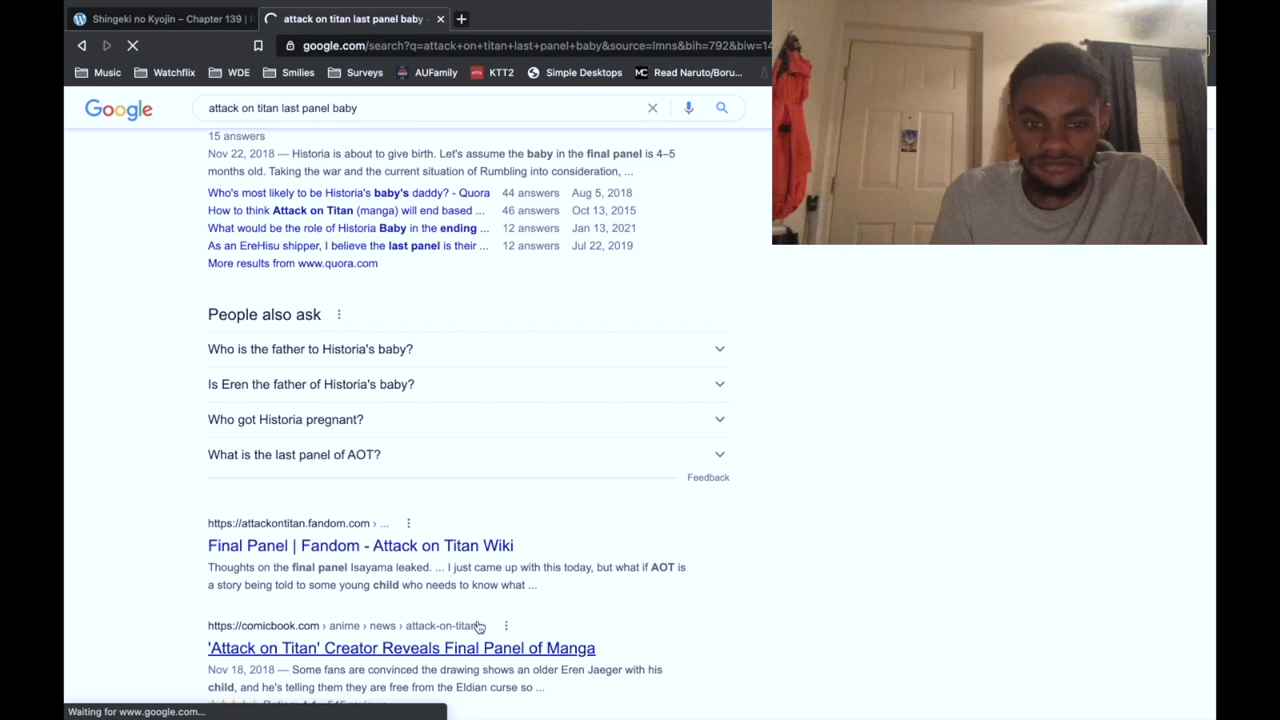 Shingeki no Kyojin – Chapter 139 |
attack on titan last panel baby
google.com/search?q=attack+on+titan+last+panel+baby&source=lmns&bih=792&biw=14
Music Watchflix WDE Smilies Surveys AUFamily KTT2 Simple Desktops Read Naruto/Boru...
Google
attack on titan last panel baby
15 answers
Nov 22, 2018 — Historia is about to give birth. Let's assume the baby in the final panel is 4–5
months old. Taking the war and the current situation of Rumbling into consideration, ...
Who's most likely to be Historia's baby's daddy? - Quora 44 answers Aug 5, 2018
How to think Attack on Titan (manga) will end based ... 46 answers Oct 13, 2015
What would be the role of Historia Baby in the ending ... 12 answers Jan 13, 2021
As an EreHisu shipper, I believe the last panel is their ... 12 answers Jul 22, 2019
More results from www.quora.com
People also ask
Who is the father to Historia's baby?
Is Eren the father of Historia's baby?
Who got Historia pregnant?
What is the last panel of AOT?
Feedback
https://attackontitan.fandom.com › ...
Final Panel | Fandom - Attack on Titan Wiki
Thoughts on the final panel Isayama leaked. ... I just came up with this today, but what if AOT is
a story being told to some young child who needs to know what ...
https://comicbook.com › anime › news › attack-on-titan
'Attack on Titan' Creator Reveals Final Panel of Manga
Nov 18, 2018 — Some fans are convinced the drawing shows an older Eren Jaeger with his
child, and he's telling them they are free from the Eldian curse so ...
Waiting for www.google.com...